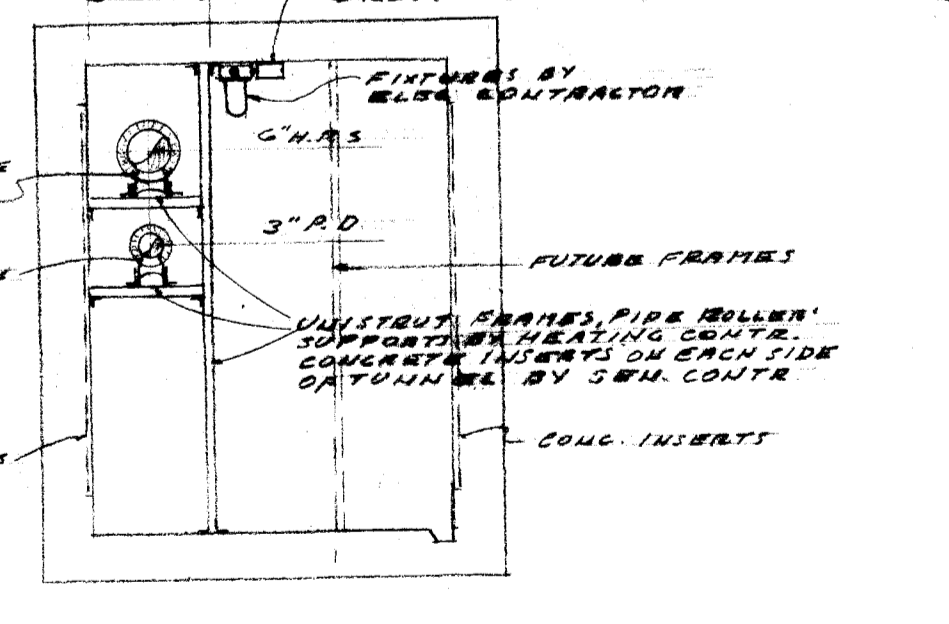 FIXTURES BY
ELEC CONTRACTOR
6" H.P.S
3" P.D
FUTURE FRAMES
UNISTRUT FRAMES, PIPE ROLLER
SUPPORTS BY HEATING CONTR.
CONCRETE INSERTS ON EACH SIDE
OF TUNNEL BY GEN. CONTR
CONC. INSERTS